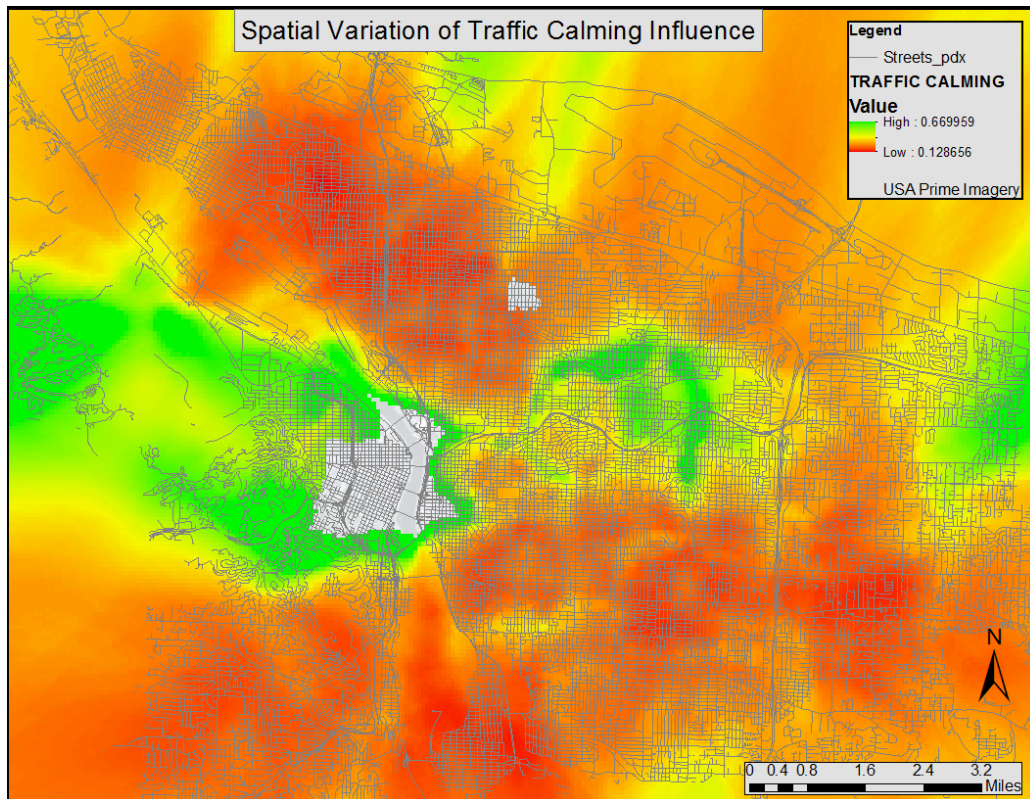 Spatial Variation of Traffic Calming Influence
Legend
Streets_pdx
TRAFFIC CALMING
Value
High : 0.669959
Low : 0.128656
USA Prime Imagery
N
0 0.4 0.8 1.6 2.4 3.2
Miles